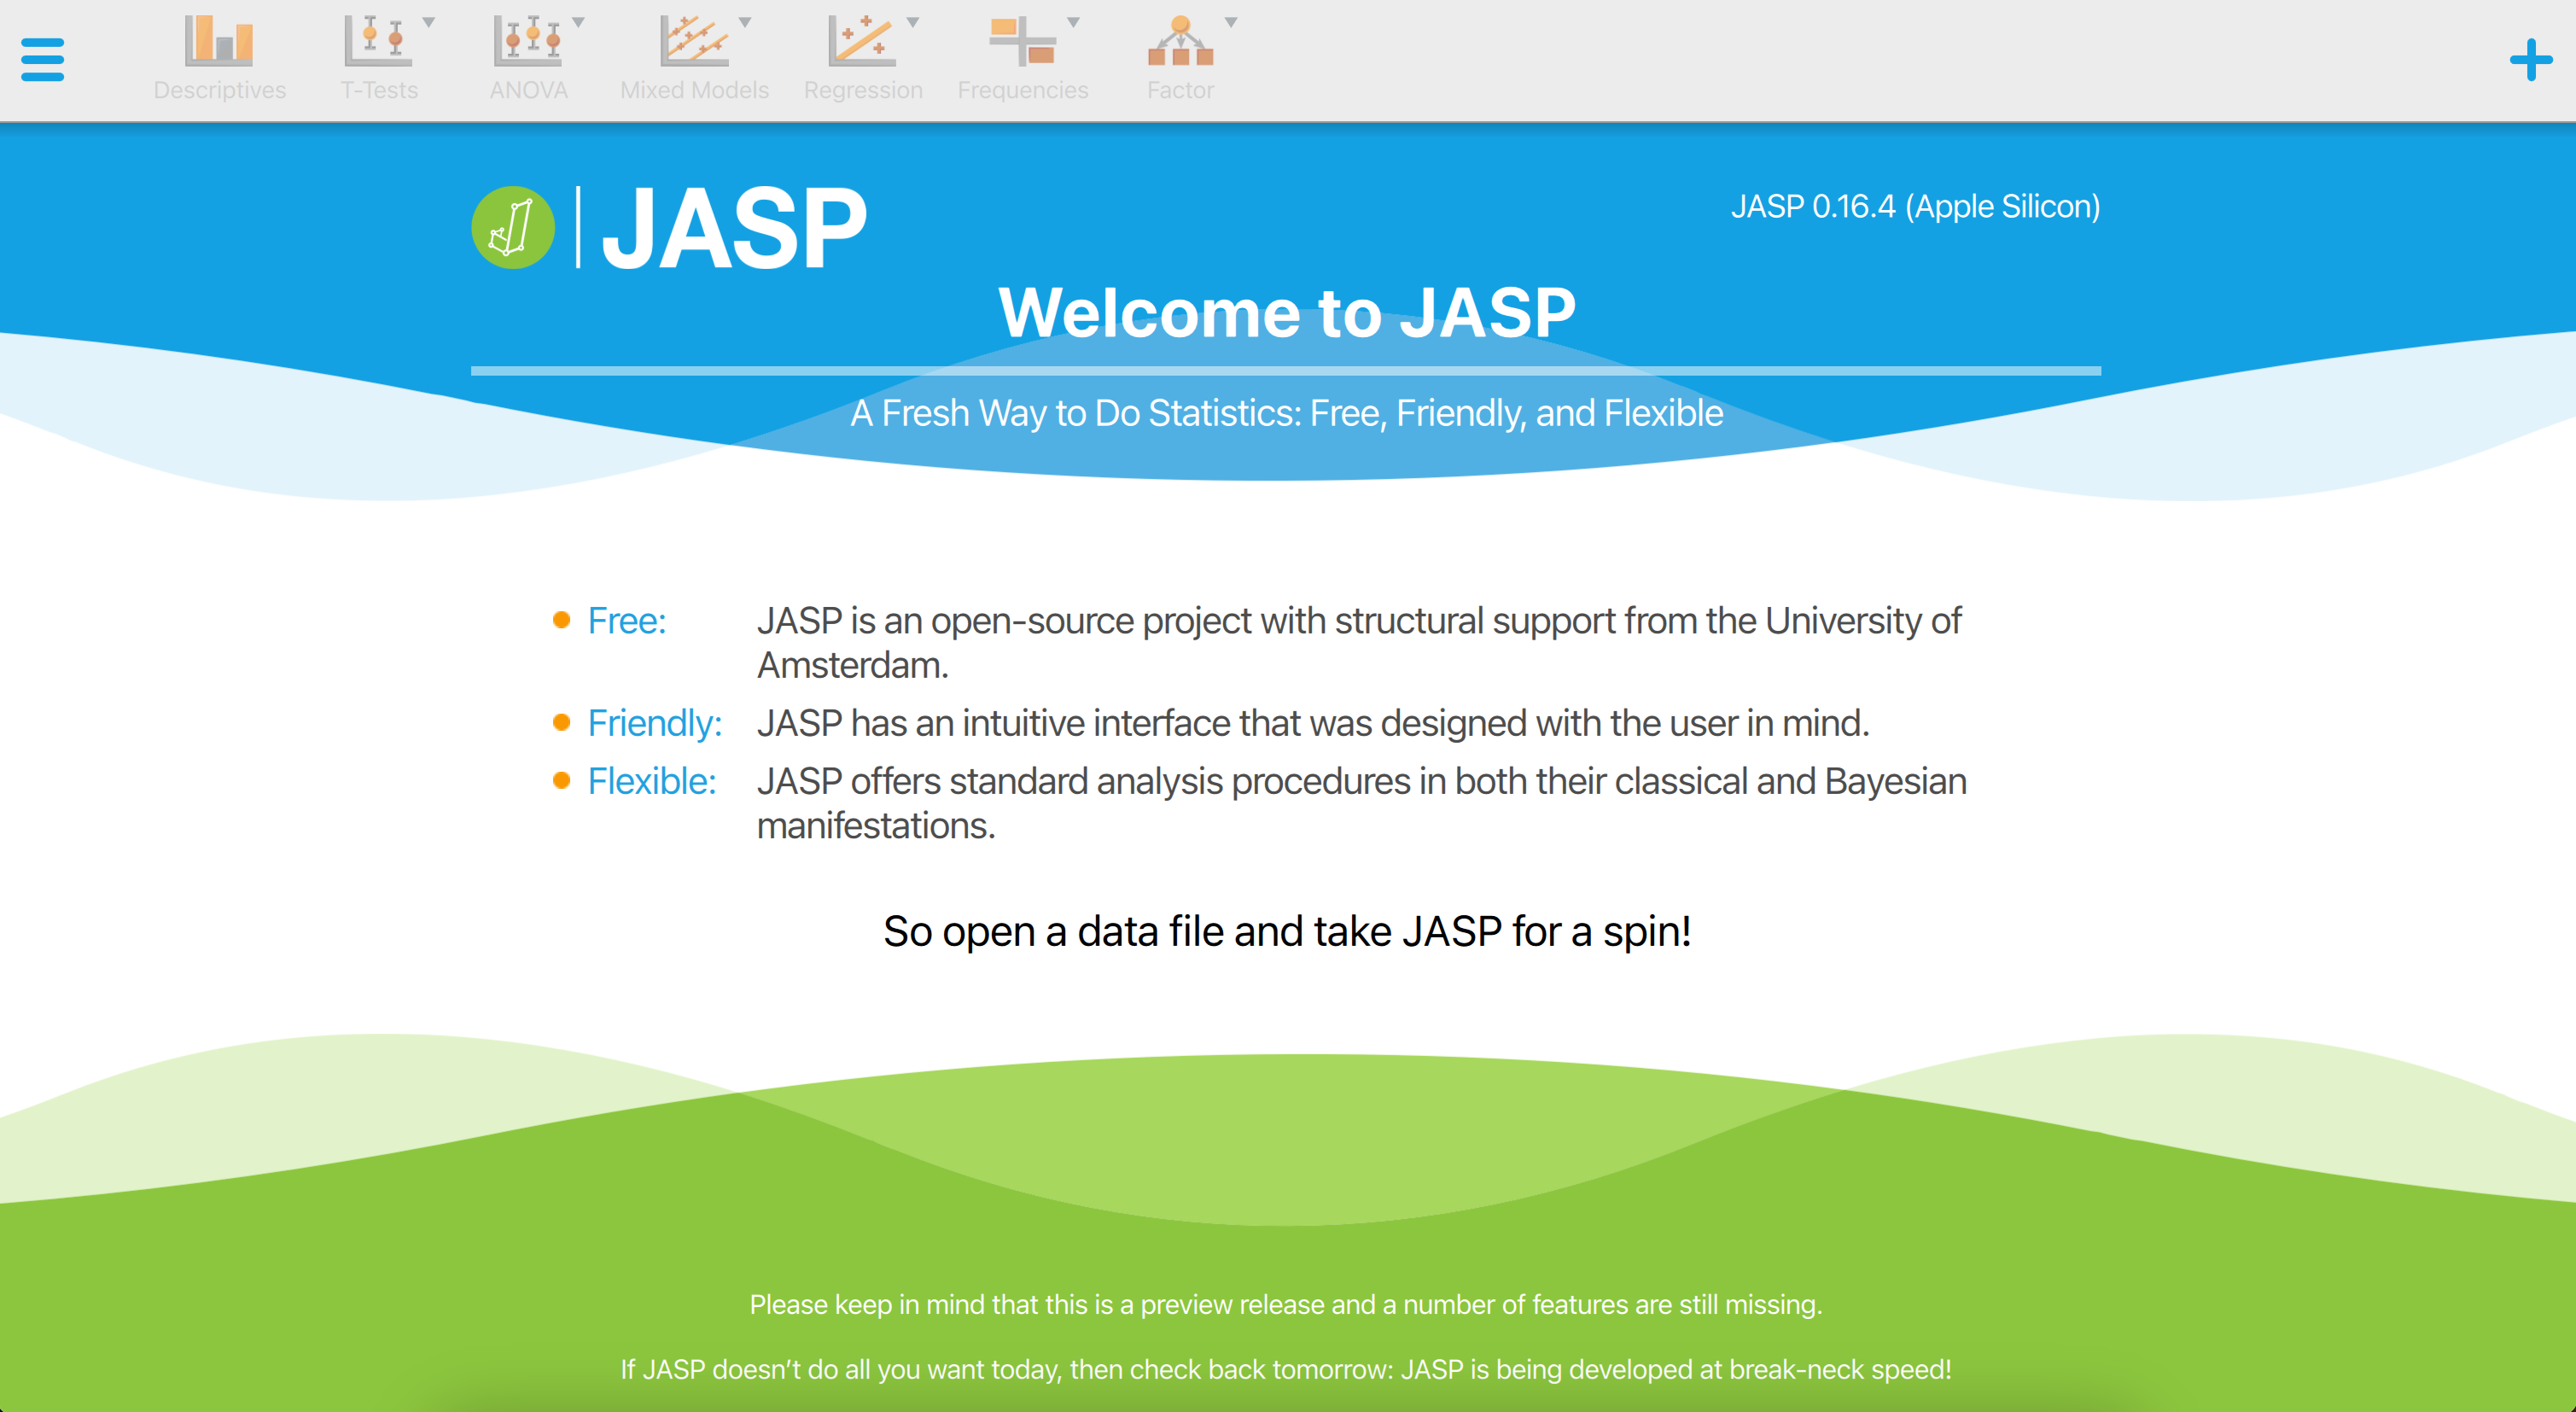 Descriptives
T-Tests
ANOVA
Mixed Models
Regression
Frequencies
Factor
JASP
JASP 0.16.4 (Apple Silicon)
Welcome to JASP
A Fresh Way to Do Statistics: Free, Friendly, and Flexible
Free: JASP is an open-source project with structural support from the University of
Amsterdam.
Friendly: JASP has an intuitive interface that was designed with the user in mind.
Flexible: JASP offers standard analysis procedures in both their classical and Bayesian
manifestations.
So open a data file and take JASP for a spin!
Please keep in mind that this is a preview release and a number of features are still missing.
If JASP doesn’t do all you want today, then check back tomorrow: JASP is being developed at break-neck speed!